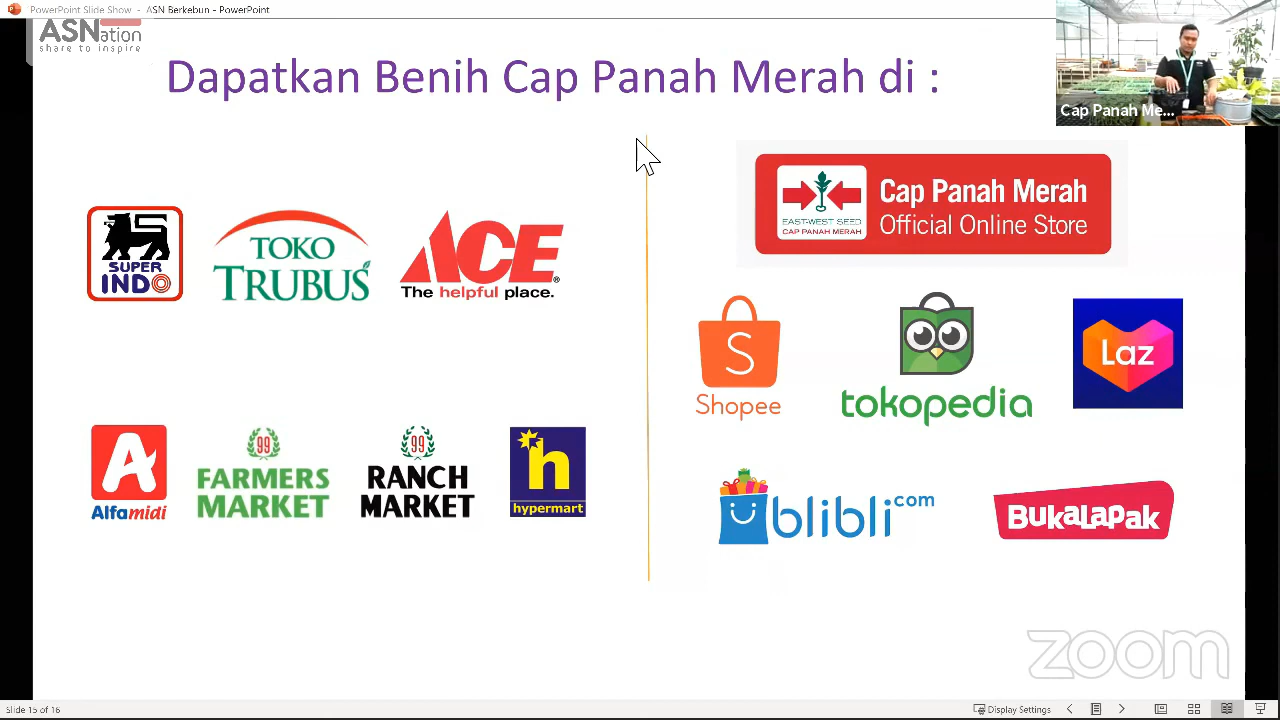 PowerPoint Slide Show - ASN Berkebun - PowerPoint
ASNation
share to inspire
Dapatkan Benih Cap Panah Merah di :
Cap Panah Me...
SUPER
INDO
TOKO
TRUBUS
ACE
The helpful place.
EAST-WEST SEED
CAP PANAH MERAH
Cap Panah Merah
Official Online Store
S
Shopee
tokopedia
Laz
A
Alfamidi
99
FARMERS
MARKET
99
RANCH
MARKET
h
hypermart
blibli.com
BUKALAPAK
zoom
Slide 15 of 16
Display Settings